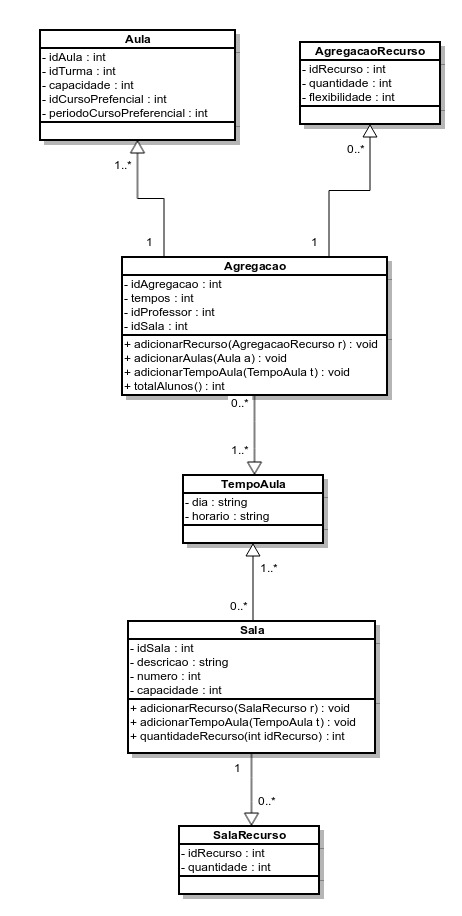 Aula
- idAula : int
- idTurma : int
- capacidade : int
- idCursoPrefencial : int
- periodoCursoPreferencial : int
AgregacaoRecurso
- idRecurso : int
- quantidade : int
- flexibilidade : int
1..*
0..*
1
1
Agregacao
- idAgregacao : int
- tempos : int
- idProfessor : int
- idSala : int
+ adicionarRecurso(AgregacaoRecurso r) : void
+ adicionarAulas(Aula a) : void
+ adicionarTempoAula(TempoAula t) : void
+ totalAlunos() : int
0..*
1..*
TempoAula
- dia : string
- horario : string
1..*
0..*
Sala
- idSala : int
- descricao : string
- numero : int
- capacidade : int
+ adicionarRecurso(SalaRecurso r) : void
+ adicionarTempoAula(TempoAula t) : void
+ quantidadeRecurso(int idRecurso) : int
1
0..*
SalaRecurso
- idRecurso : int
- quantidade : int